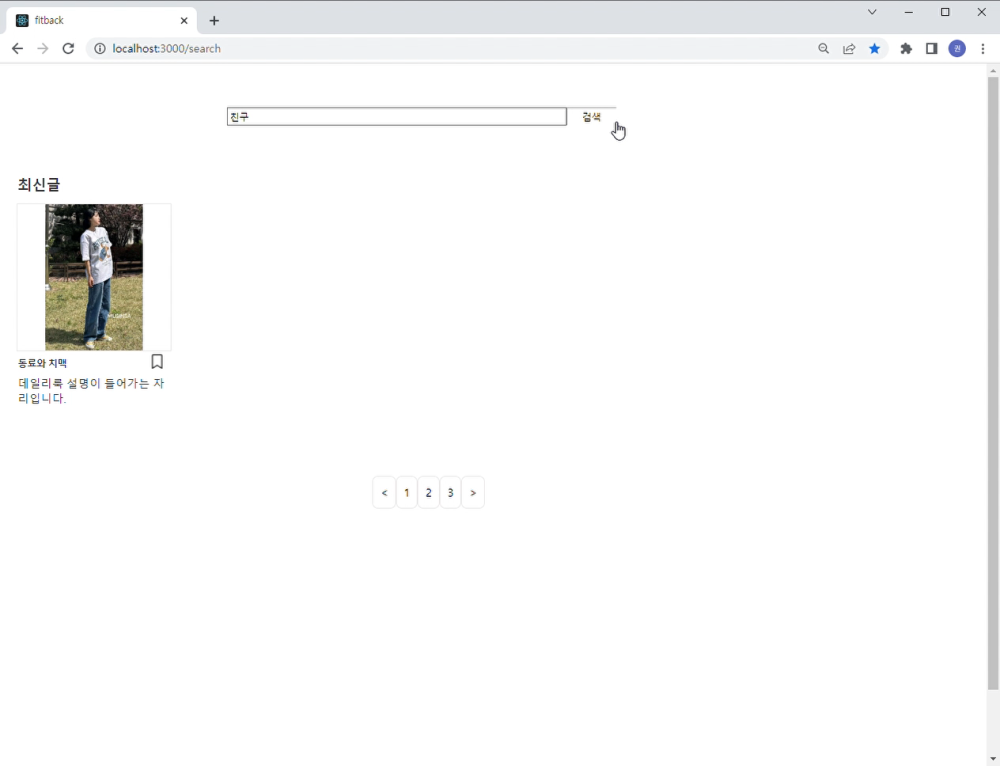 fitback
localhost:3000/search
권
친구
검색
최신글
동료와 치맥
데일리룩 설명이 들어가는 자
리입니다.
< 1 2 3 >